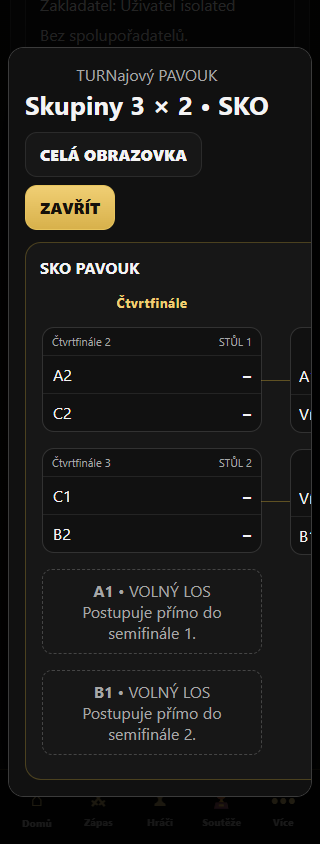 Zakladatel: Uživatel isolated
Bez spolupořadatelů.
TURNajový PAVOUK
Skupiny 3 × 2 • SKO
CELÁ OBRAZOVKA
ZAVŘÍT
SKO PAVOUK
Čtvrtfinále
Čtvrtfinále 2 STŮL 1
A2 –
C2 –
A
Čtvrtfinále 3 STŮL 2
C1 –
B2 –
A1 • VOLNÝ LOS
Postupuje přímo do
semifinále 1.
B1 • VOLNÝ LOS
Postupuje přímo do
semifinále 2.
Domů Zápas Hráči Soutěže Více